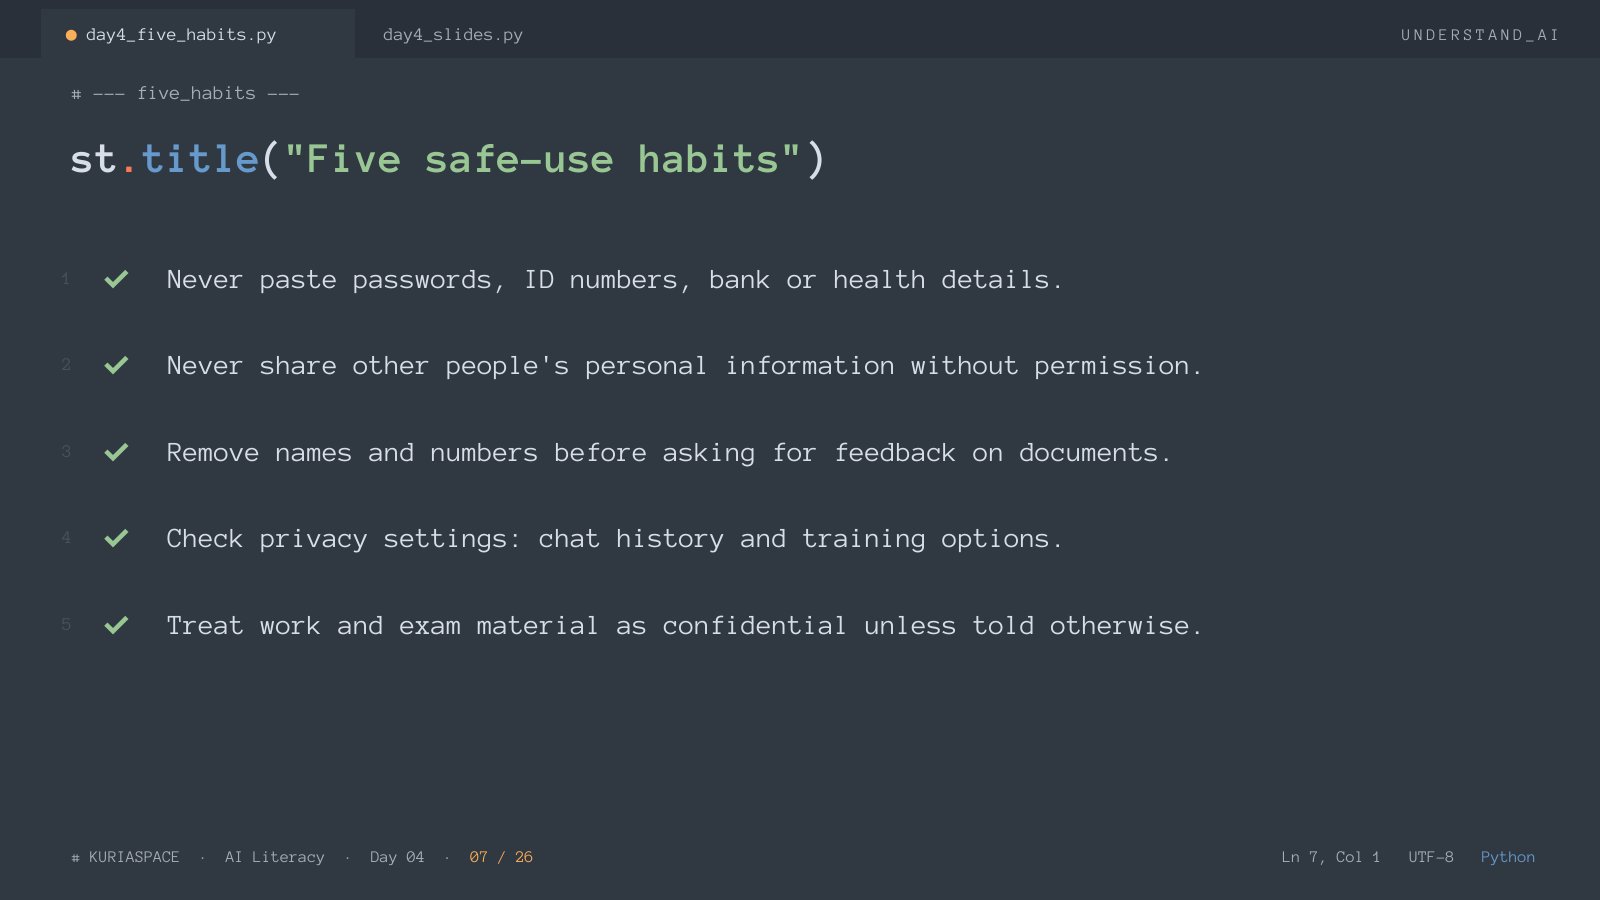 day4_five_habits.py
day4_slides.py
UNDERSTAND_AI
# --- five_habits ---
st.title("Five safe-use habits")
1 Never paste passwords, ID numbers, bank or health details.
2 Never share other people's personal information without permission.
3 Remove names and numbers before asking for feedback on documents.
4 Check privacy settings: chat history and training options.
5 Treat work and exam material as confidential unless told otherwise.
# KURIASPACE · AI Literacy · Day 04 · 07 / 26
Ln 7, Col 1 UTF-8 Python